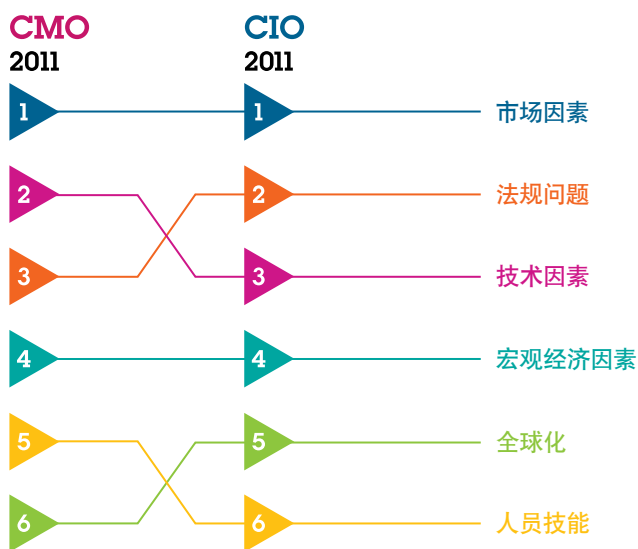 CMO CIO
2011 2011
1 1 市场因素
2 2 法规问题
3 3 技术因素
4 4 宏观经济因素
5 5 全球化
6 6 人员技能